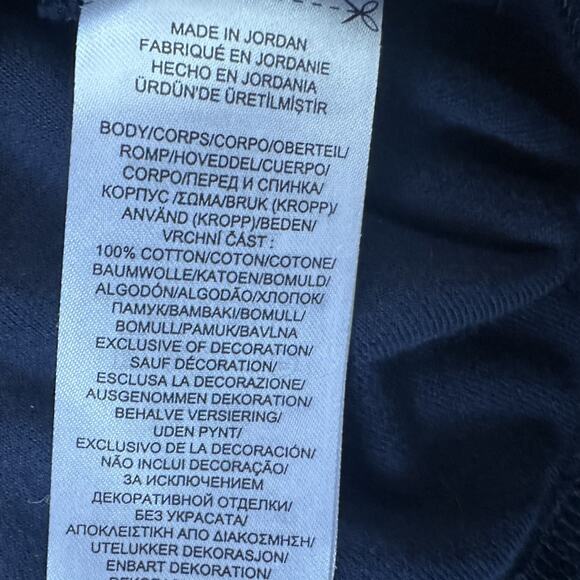 MADE IN JORDAN
FABRIQUÉ EN JORDANIE
HECHO EN JORDANIA
ÜRDÜN'DE ÜRETİLMİŞTİR
BODY/CORPS/CORPO/OBERTEIL/
ROMP/HOVEDDEL/CUERPO/
CORPO/ПЕРЕД И СПИНКА/
КОРПУС /ΣΩΜΑ/BRUK (KROPP)/
ANVÄND (KROPP)/BEDEN/
VRCHNÍ ČÁST :
100% COTTON/COTON/COTONE/
BAUMWOLLE/KATOEN/BOMULD/
ALGODÓN/ALGODÃO/ХЛОПОК/
ПАМУК/ΒΑΜΒΑΚΙ/BOMULL/
BOMULL/PAMUK/BAVLNA
EXCLUSIVE OF DECORATION/
SAUF DÉCORATION/
ESCLUSA LA DECORAZIONE/
AUSGENOMMEN DEKORATION/
BEHALVE VERSIERING/
UDEN PYNT/
EXCLUSIVO DE LA DECORACIÓN/
NÃO INCLUI DECORAÇÃO/
ЗА ИСКЛЮЧЕНИЕМ
ДЕКОРАТИВНОЙ ОТДЕЛКИ/
БЕЗ УКРАСАТА/
ΑΠΟΚΛΕΙΣΤΙΚΗ ΑΠΟ ΔΙΑΚΟΣΜΗΣΗ/
UTELUKKER DEKORASJON/
ENBART DEKORATION/